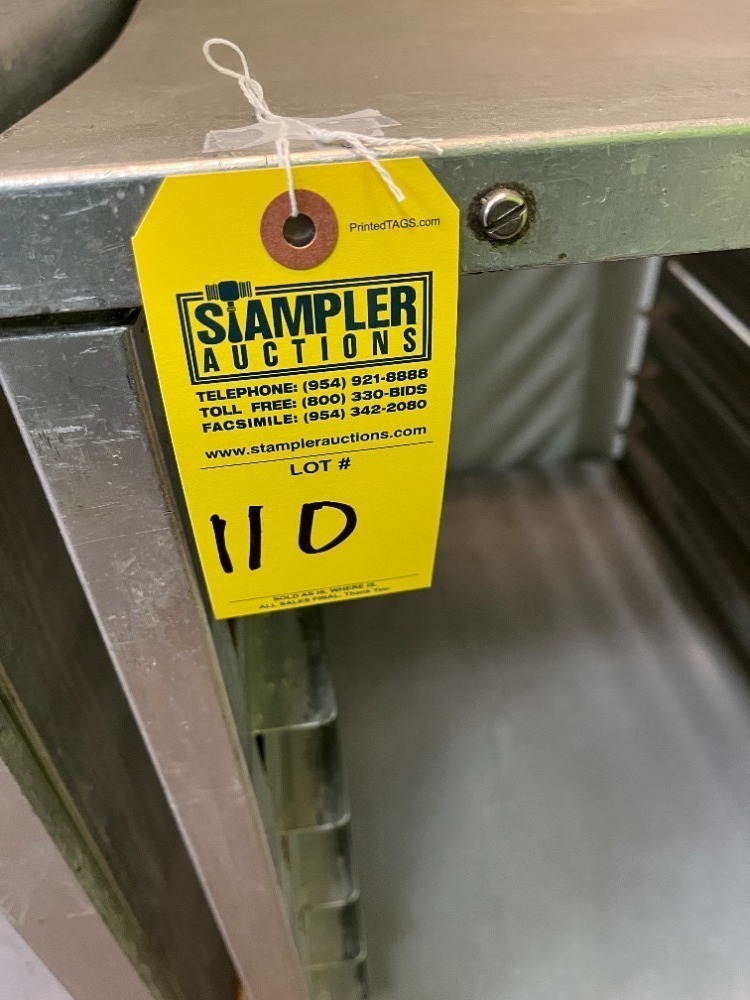 PrintedTAGS.com
STAMPLER
AUCTIONS
TELEPHONE: (954) 921-8888
TOLL FREE: (800) 330-BIDS
FACSIMILE: (954) 342-2080
www.stamplerauctions.com
LOT #
110
SOLD AS IS, WHERE IS.
ALL SALES FINAL. Thank You.